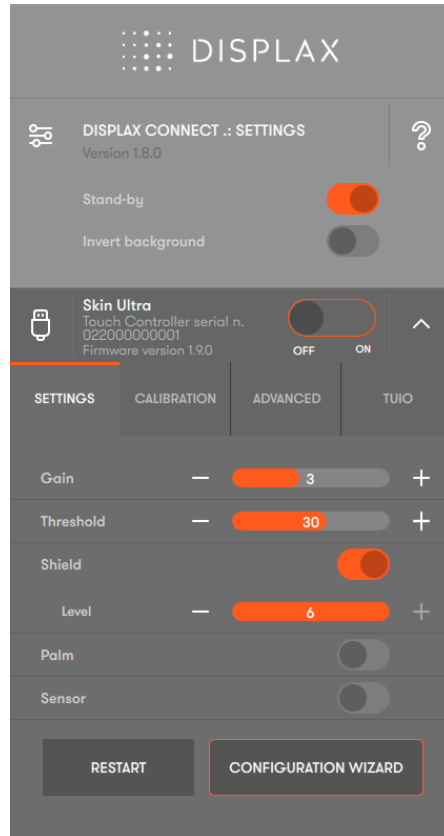 DISPLAX
DISPLAX CONNECT .: SETTINGS
Version 1.8.0
Stand-by
Invert background
Skin Ultra
Touch Controller serial n.
022000000001
Firmware version 1.9.0
OFF ON
SETTINGS CALIBRATION ADVANCED TUIO
Gain 3
Threshold 30
Shield
Level 6
Palm
Sensor
RESTART CONFIGURATION WIZARD